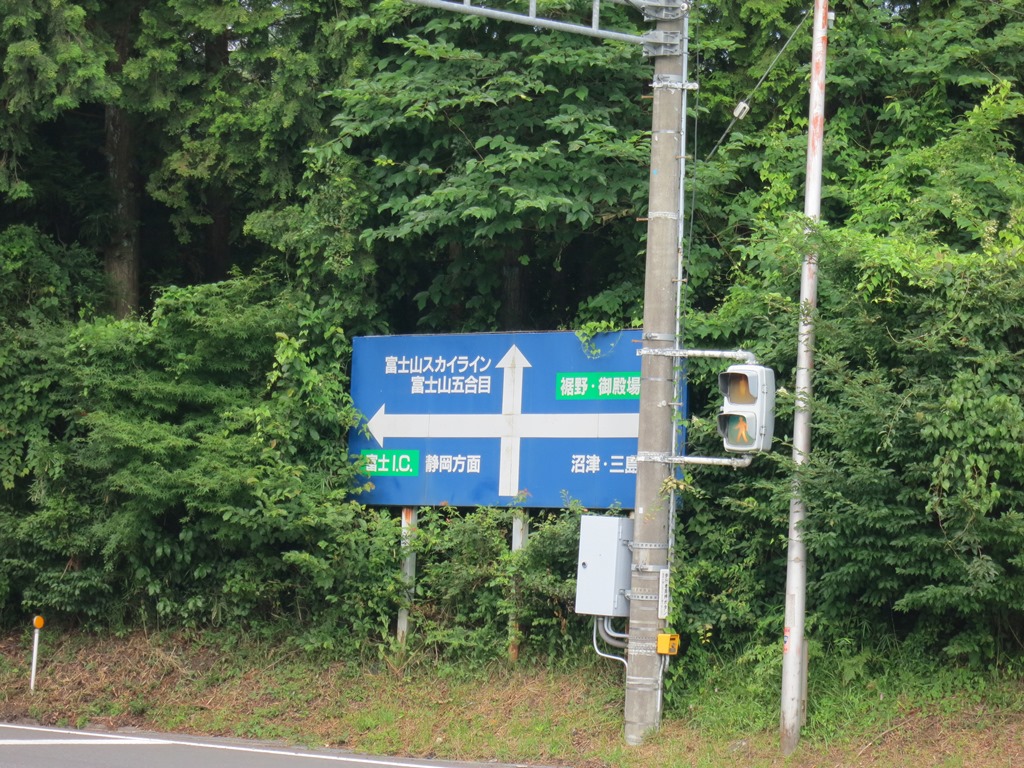 富士山スカイライン
富士山五合目
裾野・御殿場
富士I.C.
静岡方面
沼津・三島